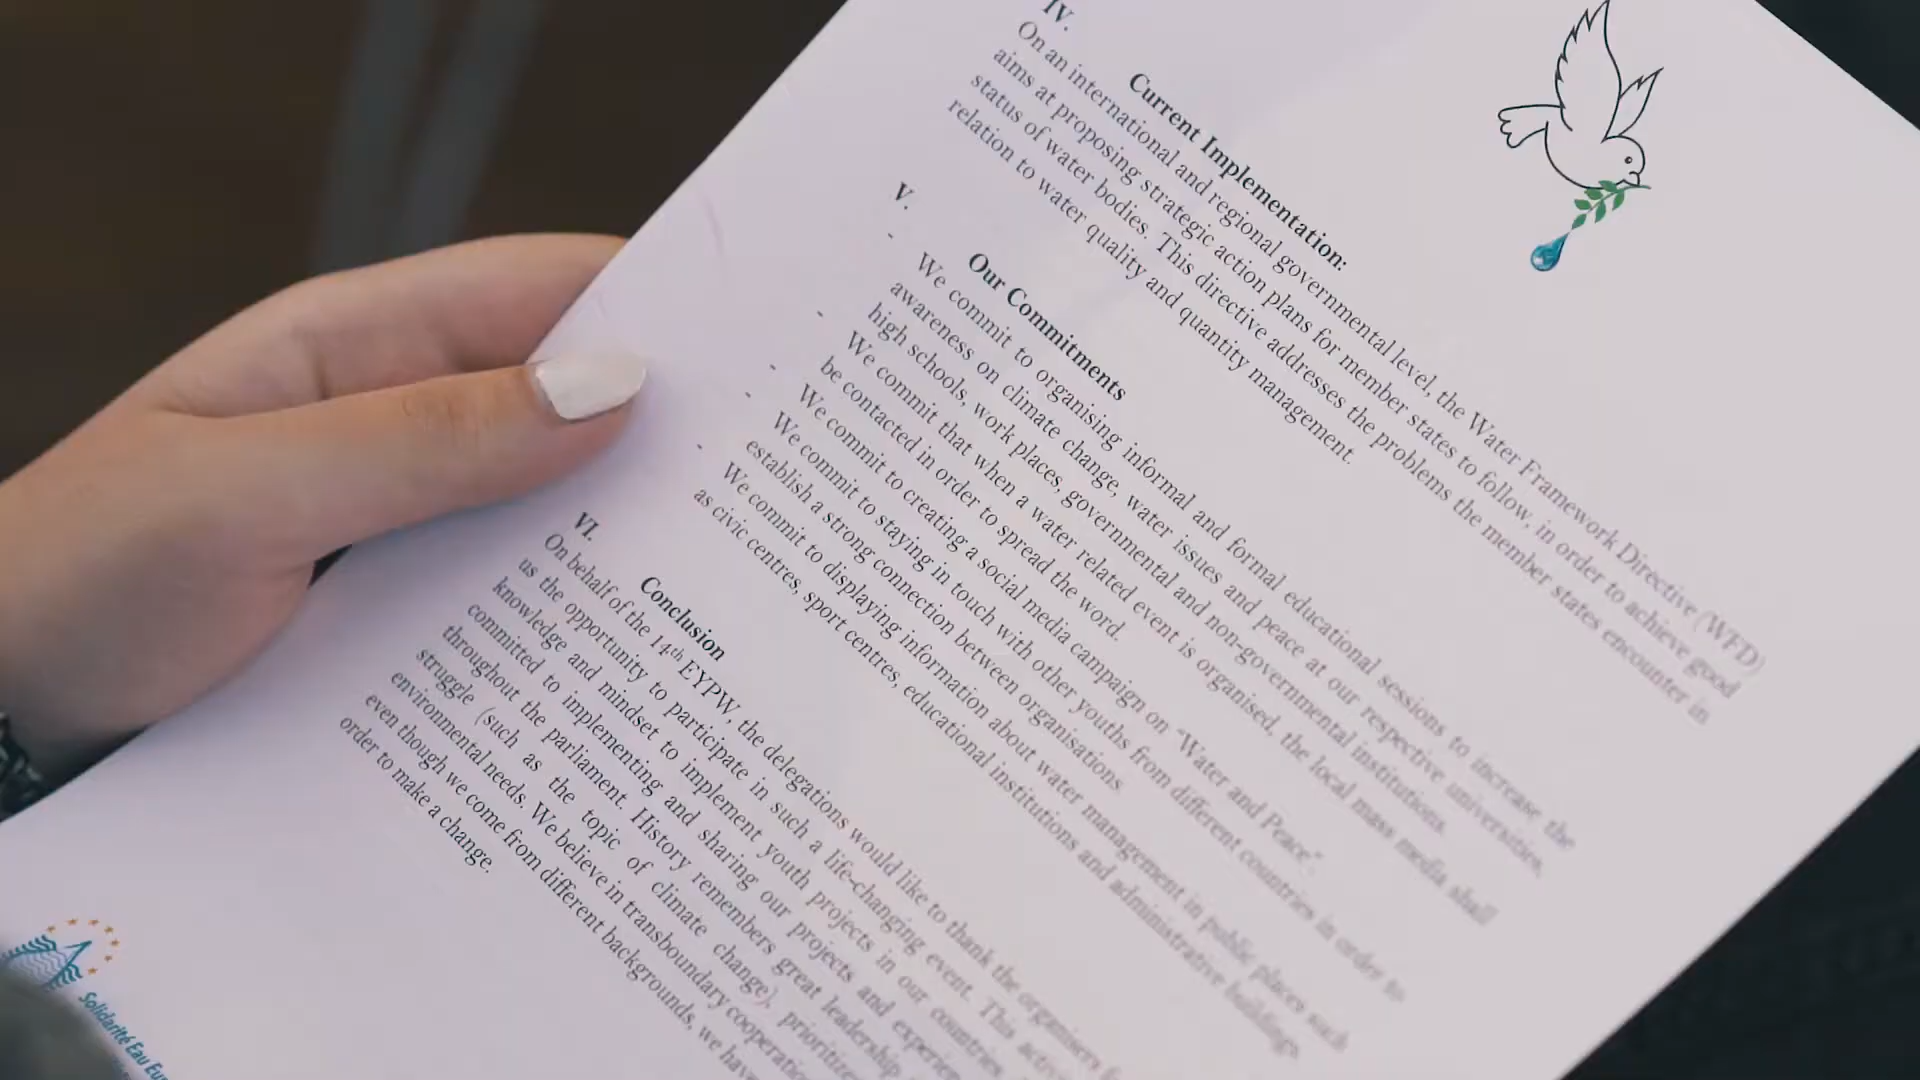 IV.
Current Implementation:
On an international and regional governmental level, the Water Framework Directive (WFD)
aims at proposing strategic action plans for member states to follow, in order to achieve good
status of water bodies. This directive addresses the problems the member states encounter in
relation to water quality and quantity management.
V.
Our Commitments
- We commit to organising informal and formal educational sessions to increase the
awareness on climate change, water issues and peace at our respective universities,
high schools, work places, governmental and non-governmental institutions.
- We commit that when a water related event is organised, the local mass media shall
be contacted in order to spread the word.
- We commit to creating a social media campaign on "Water and Peace".
- We commit to staying in touch with other youths from different countries in order to
establish a strong connection between organisations.
- We commit to displaying information about water management in public places such
as civic centres, sport centres, educational institutions and administrative buildings.
VI.
Conclusion
On behalf of the 14th EYPW, the delegations would like to thank the organisers
us the opportunity to participate in such a life-changing event. This
knowledge and mindset to implement youth projects in our countries.
committed to implementing and sharing our projects and
throughout the parliament. History remembers great leadership
struggle (such as the topic of climate change),
environmental needs. We believe in transboundary
even though we come from different backgrounds, we have
order to make a change.
Solidarité Eau